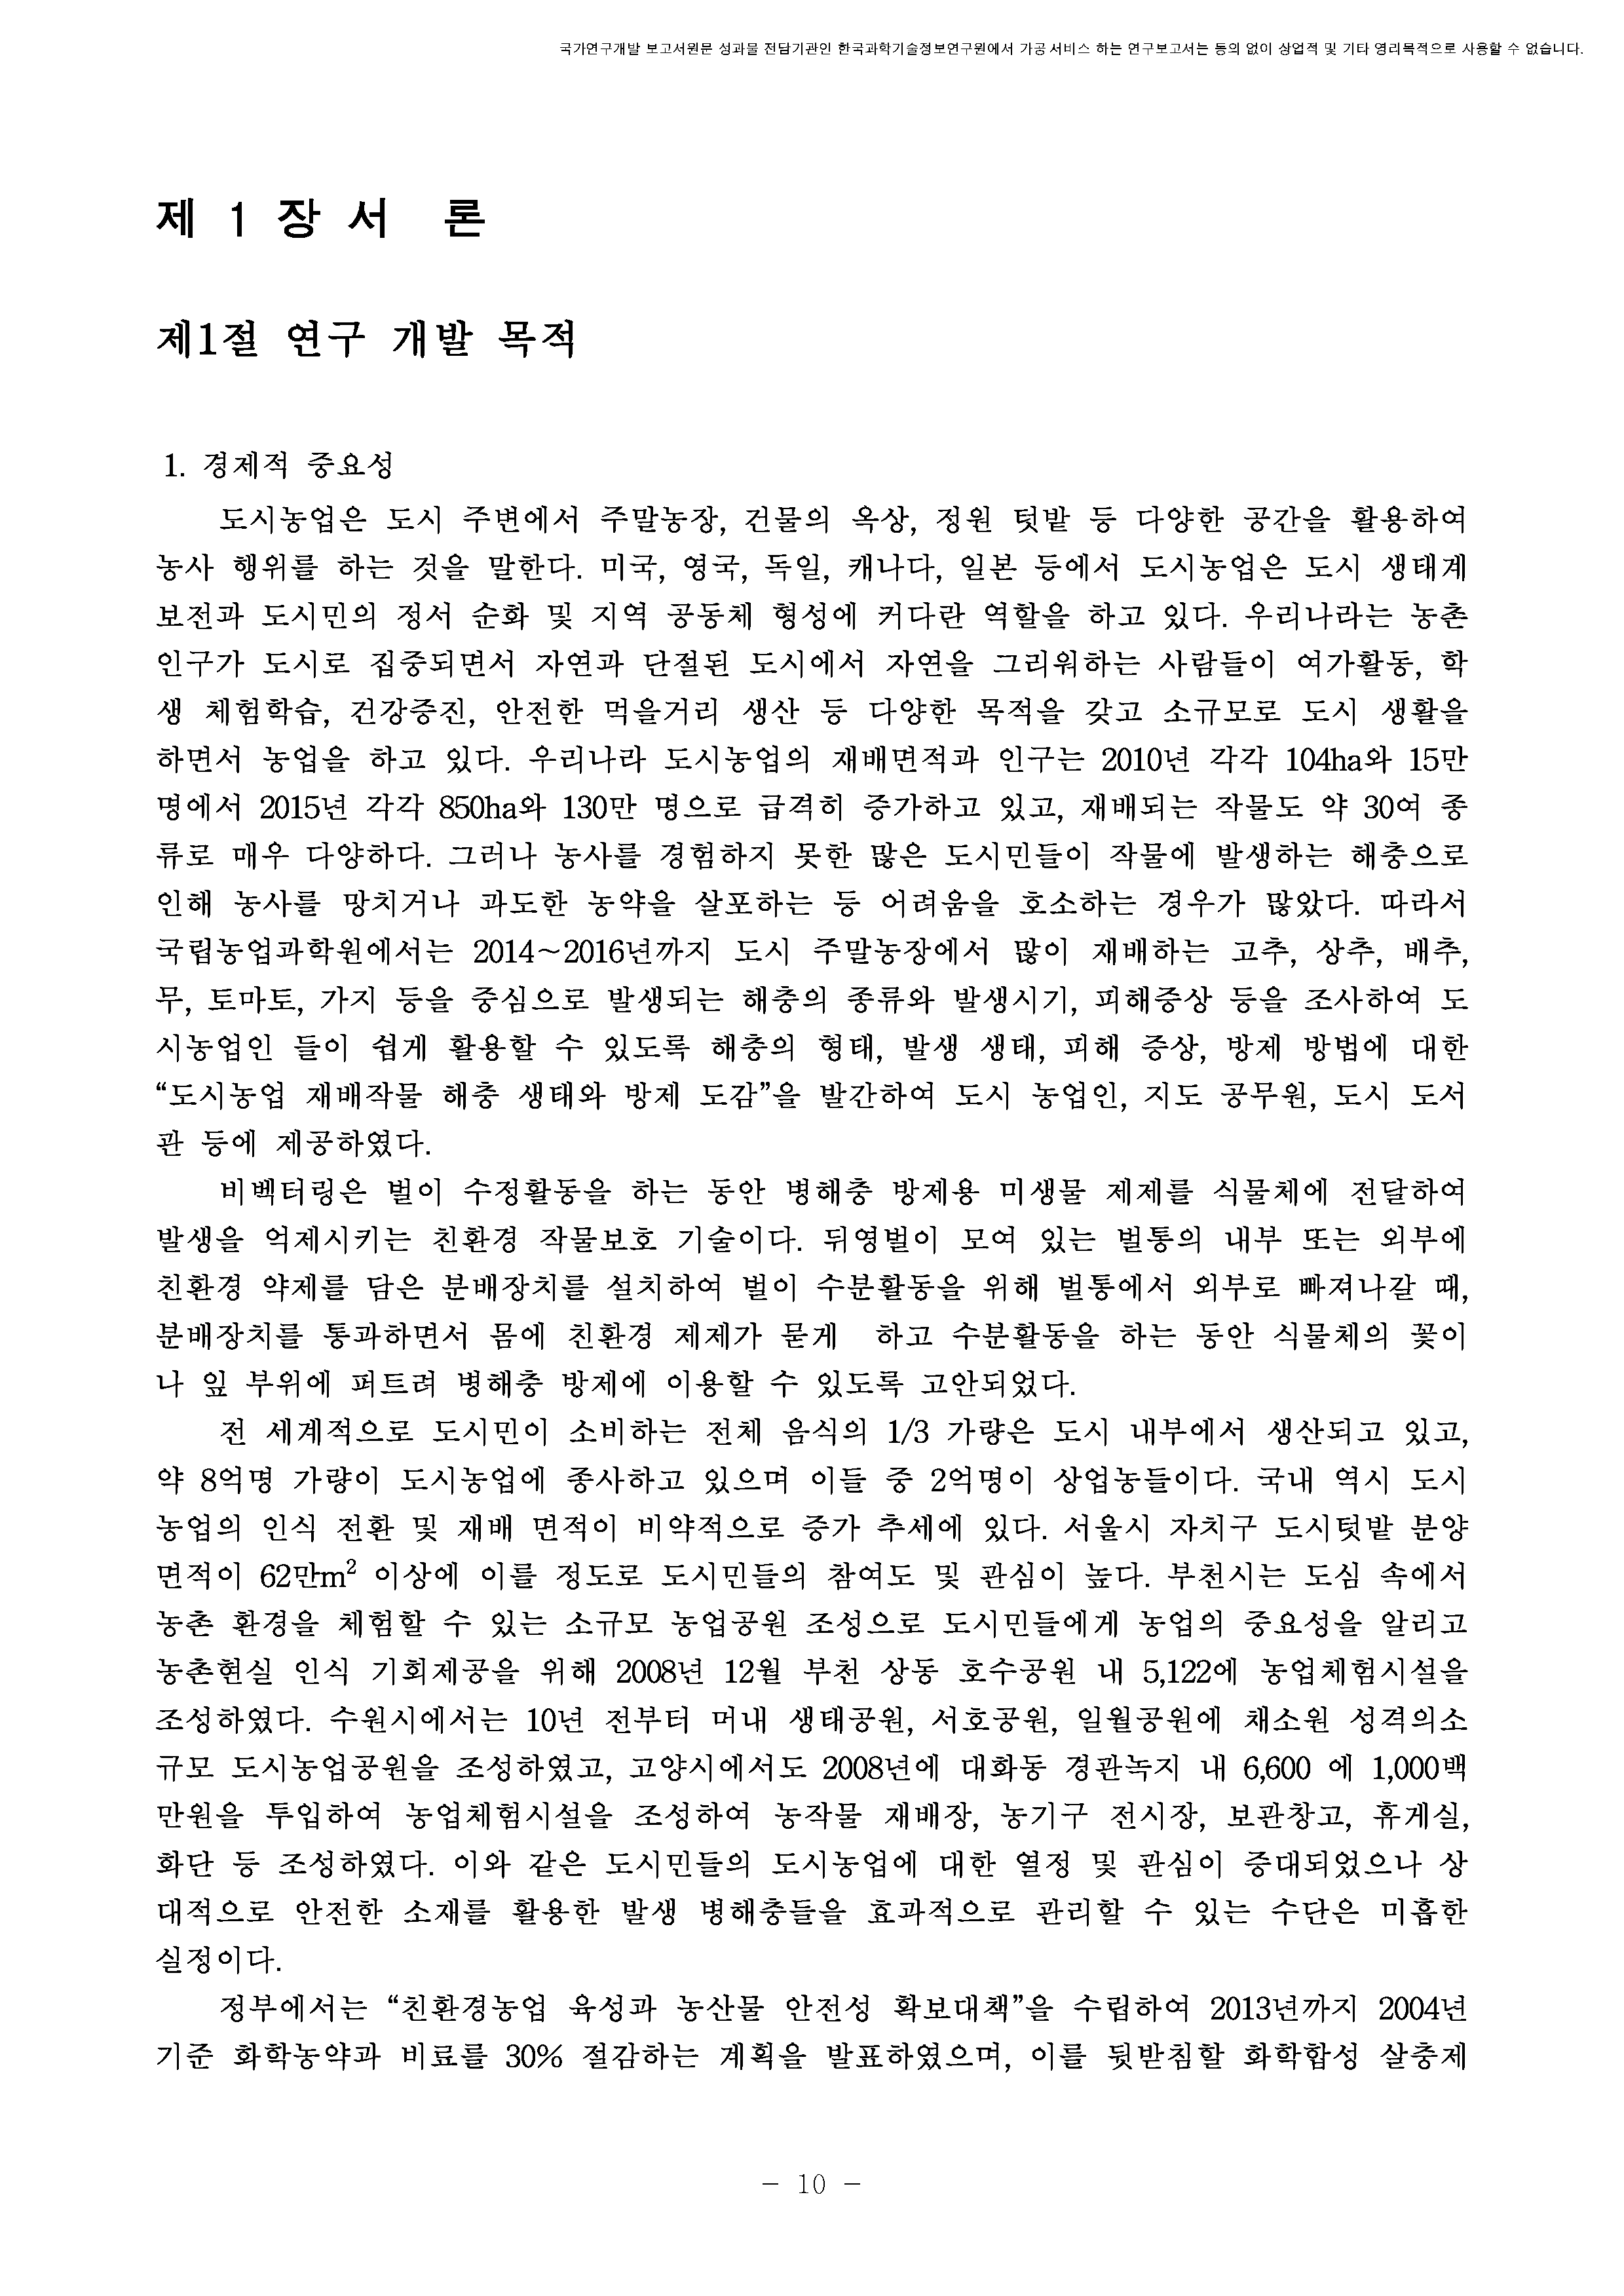 국가연구개발 보고서원문 성과물 전담기관인 한국과학기술정보연구원에서 가공·서비스 하는 연구보고서는 동의 없이 상업적 및 기타 영리목적으로 사용할 수 없습니다.
제 1 장 서 론
제1절 연구 개발 목적
1. 경제적 중요성
도시농업은 도시 주변에서 주말농장, 건물의 옥상, 정원 텃밭 등 다양한 공간을 활용하여
농사 행위를 하는 것을 말한다. 미국, 영국, 독일, 캐나다, 일본 등에서 도시농업은 도시 생태계
보전과 도시민의 정서 순화 및 지역 공동체 형성에 커다란 역할을 하고 있다. 우리나라는 농촌
인구가 도시로 집중되면서 자연과 단절된 도시에서 자연을 그리워하는 사람들이 여가활동, 학
생 체험학습, 건강증진, 안전한 먹을거리 생산 등 다양한 목적을 갖고 소규모로 도시 생활을
하면서 농업을 하고 있다. 우리나라 도시농업의 재배면적과 인구는 2010년 각각 104ha와 15만
명에서 2015년 각각 850ha와 130만 명으로 급격히 증가하고 있고, 재배되는 작물도 약 30여 종
류로 매우 다양하다. 그러나 농사를 경험하지 못한 많은 도시민들이 작물에 발생하는 해충으로
인해 농사를 망치거나 과도한 농약을 살포하는 등 어려움을 호소하는 경우가 많았다. 따라서
국립농업과학원에서는 2014~2016년까지 도시 주말농장에서 많이 재배하는 고추, 상추, 배추,
무, 토마토, 가지 등을 중심으로 발생되는 해충의 종류와 발생시기, 피해증상 등을 조사하여 도
시농업인 들이 쉽게 활용할 수 있도록 해충의 형태, 발생 생태, 피해 증상, 방제 방법에 대한
“도시농업 재배작물 해충 생태와 방제 도감”을 발간하여 도시 농업인, 지도 공무원, 도시 도서
관 등에 제공하였다.
비벡터링은 벌이 수정활동을 하는 동안 병해충 방제용 미생물 제제를 식물체에 전달하여
발생을 억제시키는 친환경 작물보호 기술이다. 뒤영벌이 모여 있는 벌통의 내부 또는 외부에
친환경 약제를 담은 분배장치를 설치하여 벌이 수분활동을 위해 벌통에서 외부로 빠져나갈 때,
분배장치를 통과하면서 몸에 친환경 제제가 묻게 하고 수분활동을 하는 동안 식물체의 꽃이
나 잎 부위에 퍼트려 병해충 방제에 이용할 수 있도록 고안되었다.
전 세계적으로 도시민이 소비하는 전체 음식의 1/3 가량은 도시 내부에서 생산되고 있고,
약 8억명 가량이 도시농업에 종사하고 있으며 이들 중 2억명이 상업농들이다. 국내 역시 도시
농업의 인식 전환 및 재배 면적이 비약적으로 증가 추세에 있다. 서울시 자치구 도시텃밭 분양
면적이 62만m² 이상에 이를 정도로 도시민들의 참여도 및 관심이 높다. 부천시는 도심 속에서
농촌 환경을 체험할 수 있는 소규모 농업공원 조성으로 도시민들에게 농업의 중요성을 알리고
농촌현실 인식 기회제공을 위해 2008년 12월 부천 상동 호수공원 내 5,122에 농업체험시설을
조성하였다. 수원시에서는 10년 전부터 머내 생태공원, 서호공원, 일월공원에 채소원 성격의소
규모 도시농업공원을 조성하였고, 고양시에서도 2008년에 대화동 경관녹지 내 6,600 에 1,000백
만원을 투입하여 농업체험시설을 조성하여 농작물 재배장, 농기구 전시장, 보관창고, 휴게실,
화단 등 조성하였다. 이와 같은 도시민들의 도시농업에 대한 열정 및 관심이 증대되었으나 상
대적으로 안전한 소재를 활용한 발생 병해충들을 효과적으로 관리할 수 있는 수단은 미흡한
실정이다.
정부에서는 “친환경농업 육성과 농산물 안전성 확보대책”을 수립하여 2013년까지 2004년
기준 화학농약과 비료를 30% 절감하는 계획을 발표하였으며, 이를 뒷받침할 화학합성 살충제
- 10 -